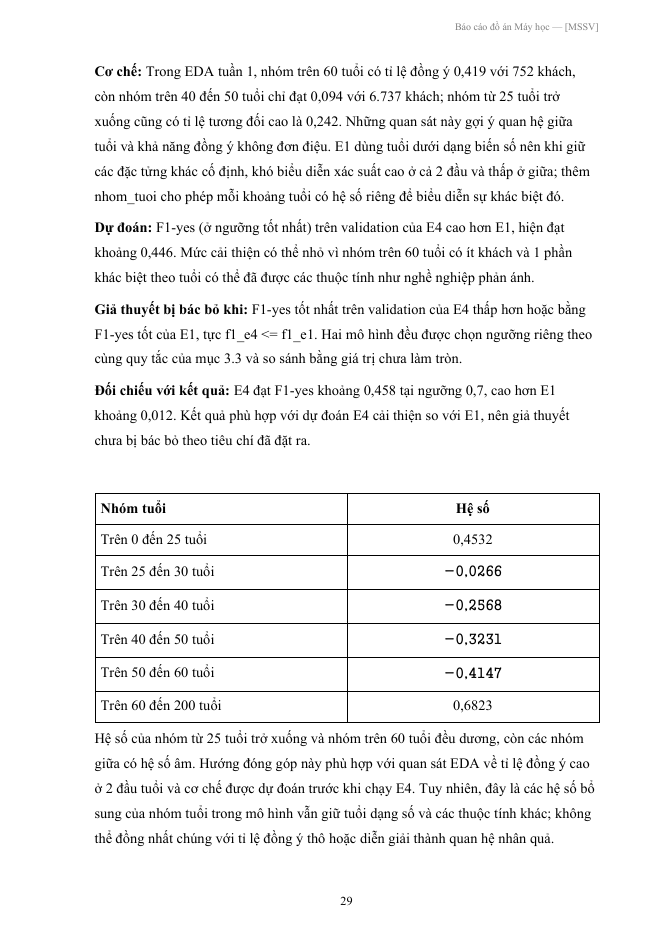 Báo cáo đồ án Máy học — [MSSV]
Cơ chế: Trong EDA tuần 1, nhóm trên 60 tuổi có tỉ lệ đồng ý 0,419 với 752 khách,
còn nhóm trên 40 đến 50 tuổi chỉ đạt 0,094 với 6.737 khách; nhóm từ 25 tuổi trở
xuống cũng có tỉ lệ tương đối cao là 0,242. Những quan sát này gợi ý quan hệ giữa
tuổi và khả năng đồng ý không đơn điệu. E1 dùng tuổi dưới dạng biến số nên khi giữ
các đặc tửng khác cố định, khó biểu diễn xác suất cao ở cả 2 đầu và thấp ở giữa; thêm
nhom_tuoi cho phép mỗi khoảng tuổi có hệ số riêng để biểu diễn sự khác biệt đó.
Dự đoán: F1-yes (ở ngưỡng tốt nhất) trên validation của E4 cao hơn E1, hiện đạt
khoảng 0,446. Mức cải thiện có thể nhỏ vì nhóm trên 60 tuổi có ít khách và 1 phần
khác biệt theo tuổi có thể đã được các thuộc tính như nghề nghiệp phản ánh.
Giả thuyết bị bác bỏ khi: F1-yes tốt nhất trên validation của E4 thấp hơn hoặc bằng
F1-yes tốt của E1, tực f1_e4 <= f1_e1. Hai mô hình đều được chọn ngưỡng riêng theo
cùng quy tắc của mục 3.3 và so sánh bằng giá trị chưa làm tròn.
Đối chiếu với kết quả: E4 đạt F1-yes khoảng 0,458 tại ngưỡng 0,7, cao hơn E1
khoảng 0,012. Kết quả phù hợp với dự đoán E4 cải thiện so với E1, nên giả thuyết
chưa bị bác bỏ theo tiêu chí đã đặt ra.
Nhóm tuổi Hệ số
Trên 0 đến 25 tuổi 0,4532
Trên 25 đến 30 tuổi −0,0266
Trên 30 đến 40 tuổi −0,2568
Trên 40 đến 50 tuổi −0,3231
Trên 50 đến 60 tuổi −0,4147
Trên 60 đến 200 tuổi 0,6823
Hệ số của nhóm từ 25 tuổi trở xuống và nhóm trên 60 tuổi đều dương, còn các nhóm
giữa có hệ số âm. Hướng đóng góp này phù hợp với quan sát EDA về tỉ lệ đồng ý cao
ở 2 đầu và cơ chế được dự đoán trước khi chạy E4. Tuy nhiên, đây là các hệ số bổ
sung của nhóm tuổi trong mô hình vẫn giữ tuổi dạng số và các thuộc tính khác; không
thể đồng nhất chúng với tỉ lệ đồng ý thô hoặc diễn giải thành quan hệ nhân quả.
29